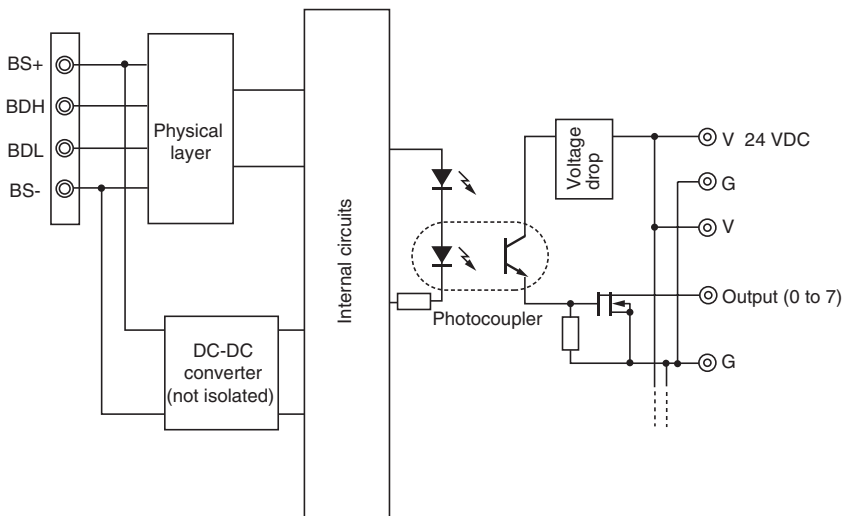 BS+
BDH
BDL
BS-
Physical
layer
DC-DC
converter
(not isolated)
Internal circuits
Photocoupler
Voltage
drop
V 24 VDC
G
V
Output (0 to 7)
G